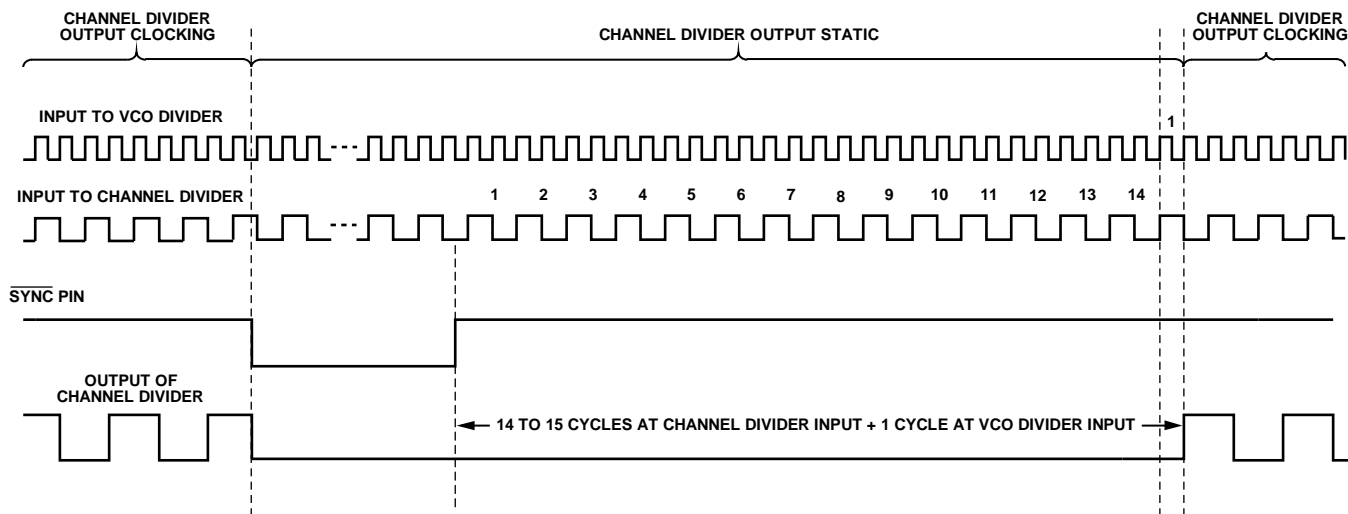 CHANNEL DIVIDER
OUTPUT CLOCKING
CHANNEL DIVIDER OUTPUT STATIC
CHANNEL DIVIDER
OUTPUT CLOCKING
INPUT TO VCO DIVIDER
1
INPUT TO CHANNEL DIVIDER
1 2 3 4 5 6 7 8 9 10 11 12 13 14
SYNC PIN
OUTPUT OF
CHANNEL DIVIDER
14 TO 15 CYCLES AT CHANNEL DIVIDER INPUT + 1 CYCLE AT VCO DIVIDER INPUT